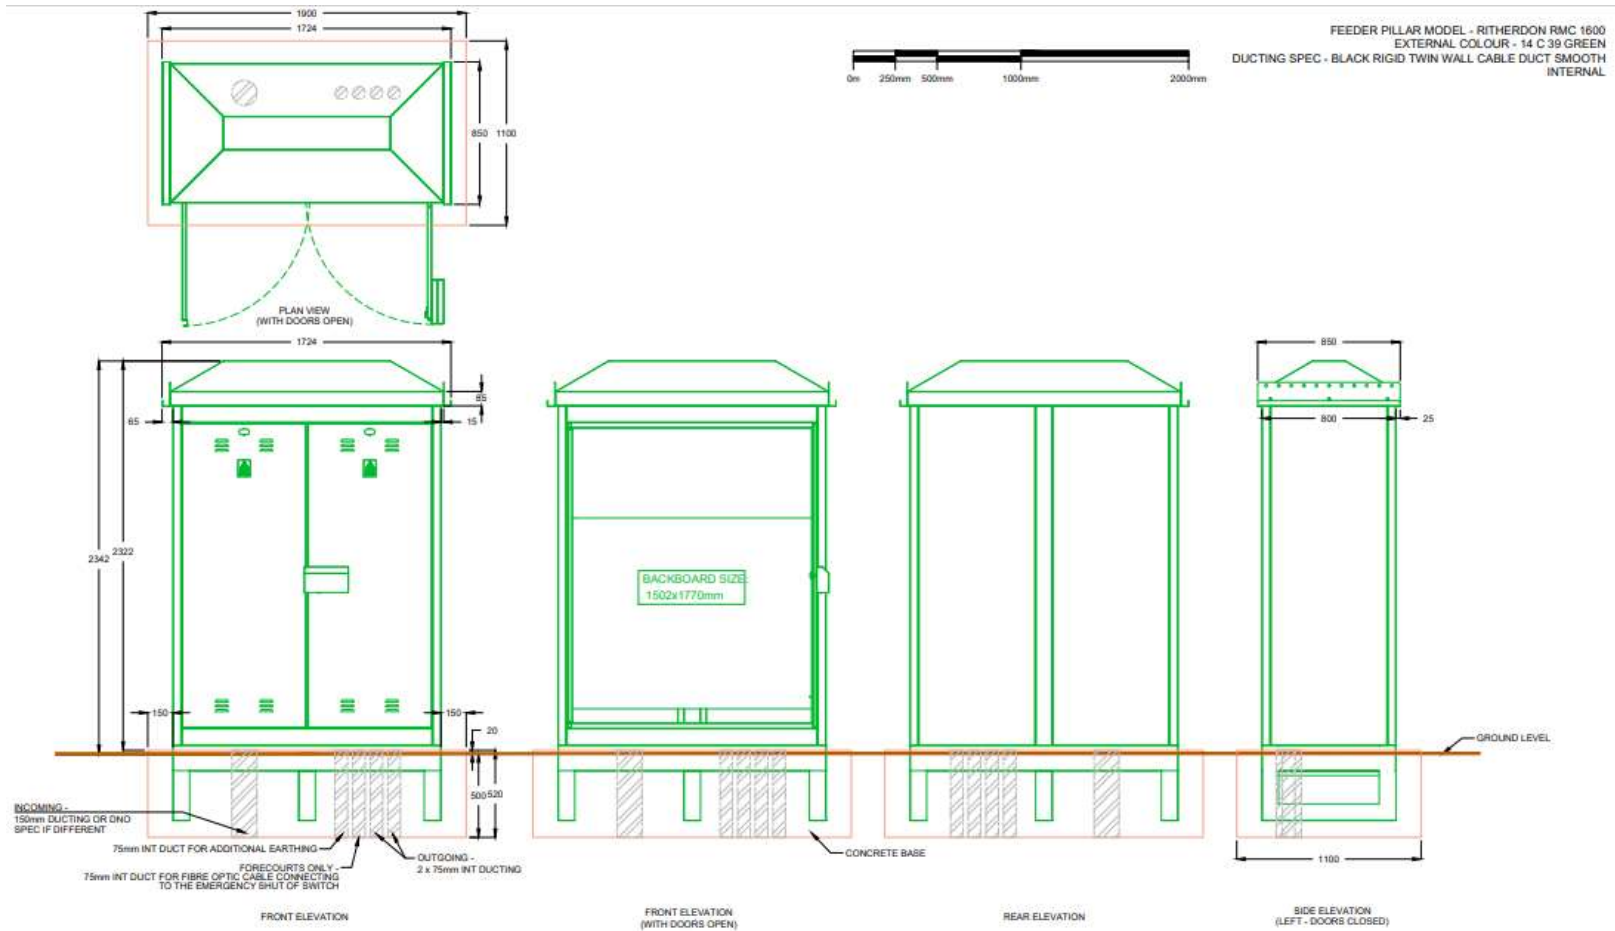 1900
1724
FEEDER PILLAR MODEL - RITHERDON RMC 1600
EXTERNAL COLOUR - 14 C 39 GREEN
DUCTING SPEC - BLACK RIGID TWIN WALL CABLE DUCT SMOOTH
INTERNAL
0m 250mm 500mm 1000mm 2000mm
850 1100
PLAN VIEW
(WITH DOORS OPEN)
1724
850
85
65
15
800
25
2342
2322
BACKBOARD SIZE:
1502x1770mm
150
150
20
GROUND LEVEL
500
520
INCOMING -
150mm DUCTING OR DNO
SPEC IF DIFFERENT
75mm INT DUCT FOR ADDITIONAL EARTHING
FORECOURTS ONLY -
75mm INT DUCT FOR FIBRE OPTIC CABLE CONNECTING
TO THE EMERGENCY SHUT OF SWITCH
OUTGOING -
2 x 75mm INT DUCTING
CONCRETE BASE
1100
FRONT ELEVATION
FRONT ELEVATION
(WITH DOORS OPEN)
REAR ELEVATION
SIDE ELEVATION
(LEFT - DOORS CLOSED)